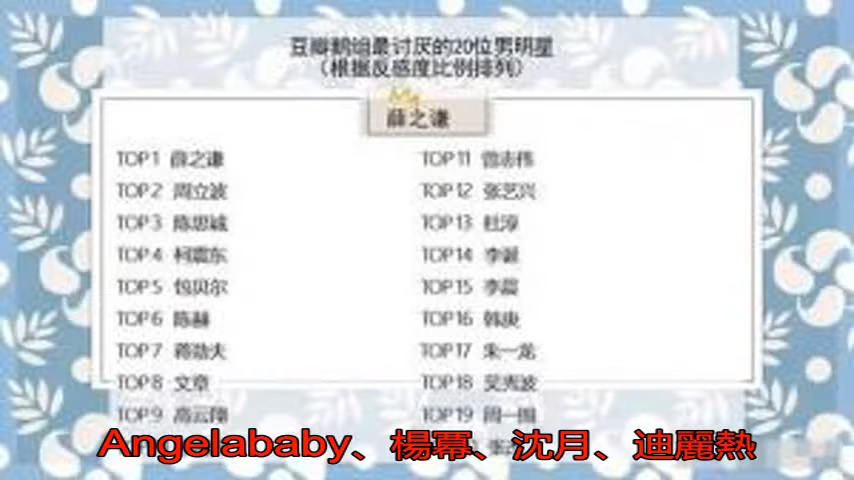 豆瓣鹅组最讨厌的20位男明星
（根据反感度比例排列）
薛之谦
TOP1 薛之谦
TOP2 周立波
TOP3 陈思诚
TOP4 柯震东
TOP5 包贝尔
TOP6 陈赫
TOP7 蒋劲夫
TOP8 文章
TOP9 高云翔
TOP11 曾志伟
TOP12 张艺兴
TOP13 杜淳
TOP14 李诞
TOP15 李晨
TOP16 韩庚
TOP17 朱一龙
TOP18 吴秀波
TOP19 周一围
Angelababy、楊冪、沈月、迪麗熱